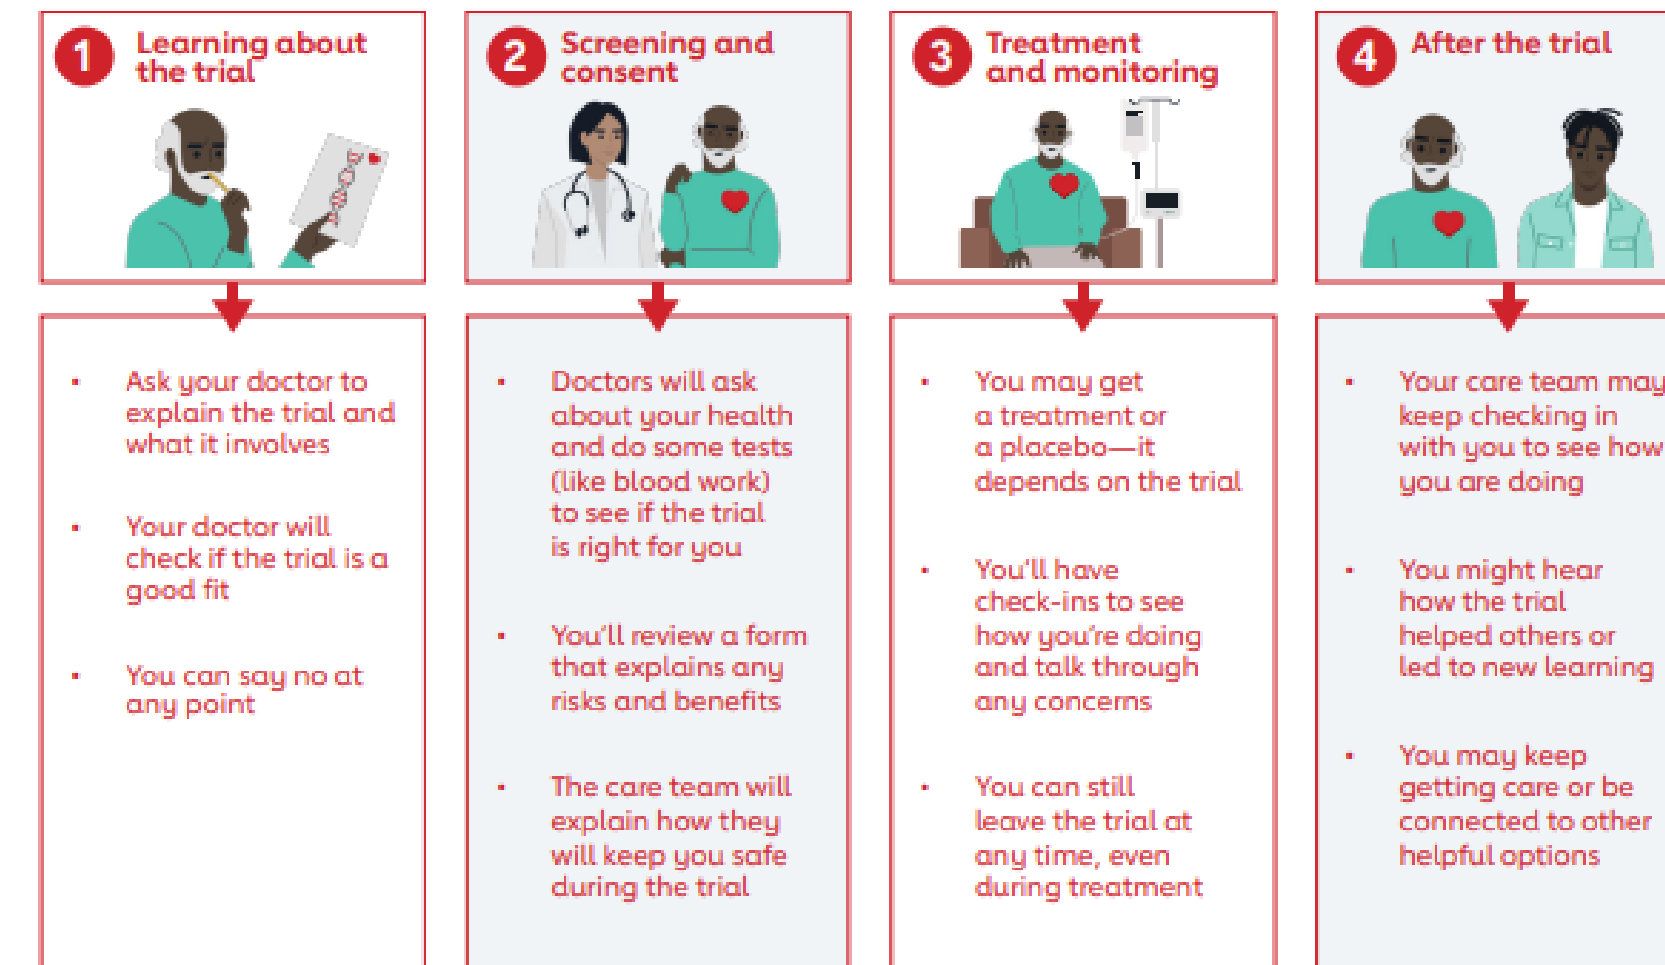 1
Learning about
the trial
Ask your doctor to
explain the trial and
what it involves
Your doctor will
check if the trial is a
good fit
You can say no at
any point
2
Screening and
consent
Doctors will ask
about your health
and do some tests
(like blood work)
to see if the trial
is right for you
You'll review a form
that explains any
risks and benefits
The care team will
explain how they
will keep you safe
during the trial
3
Treatment
and monitoring
You may get
a treatment or
a placebo—it
depends on the trial
You'll have
check-ins to see
how you're doing
and talk through
any concerns
You can still
leave the trial at
any time, even
during treatment
4
After the trial
Your care team may
keep checking in
with you to see how
you are doing
You might hear
how the trial
helped others or
led to new learning
You may keep
getting care or be
connected to other
helpful options